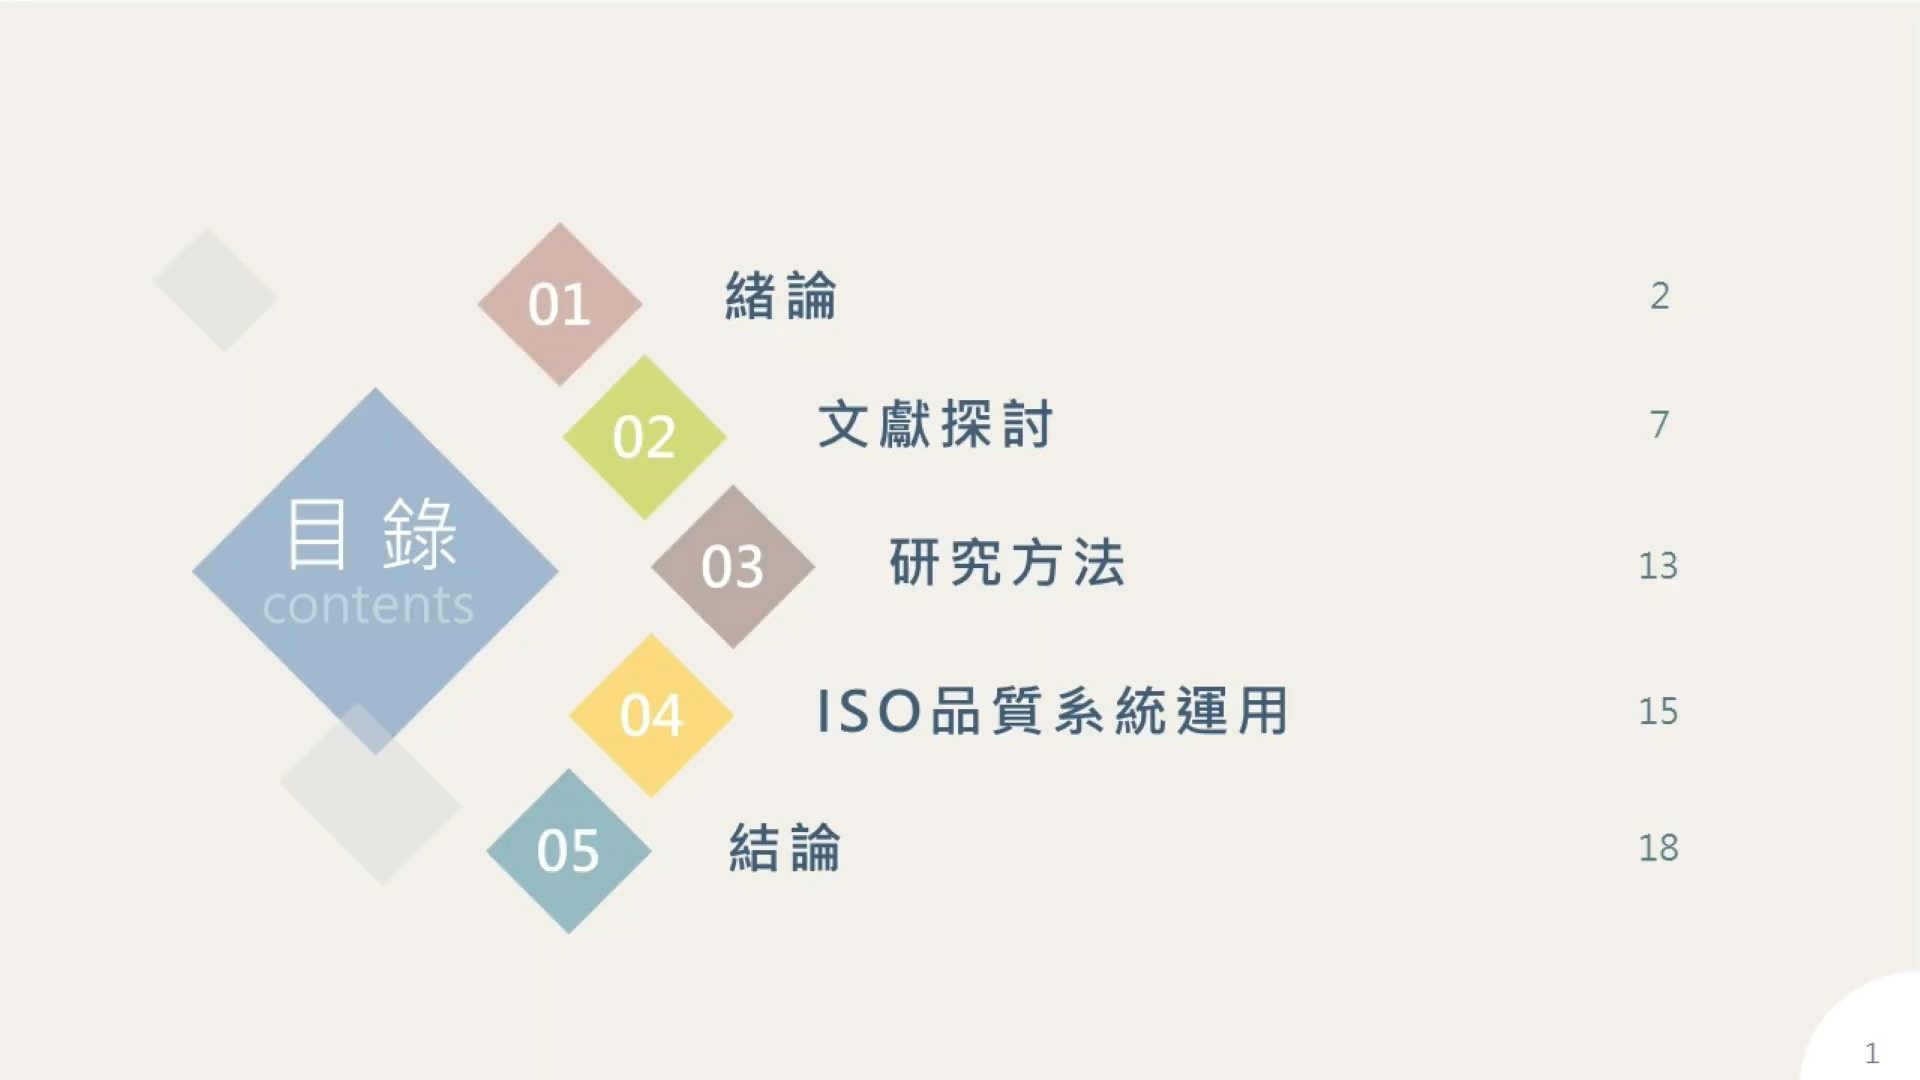 目錄
contents
01 緒論 2
02 文獻探討 7
03 研究方法 13
04 ISO品質系統運用 15
05 結論 18
1